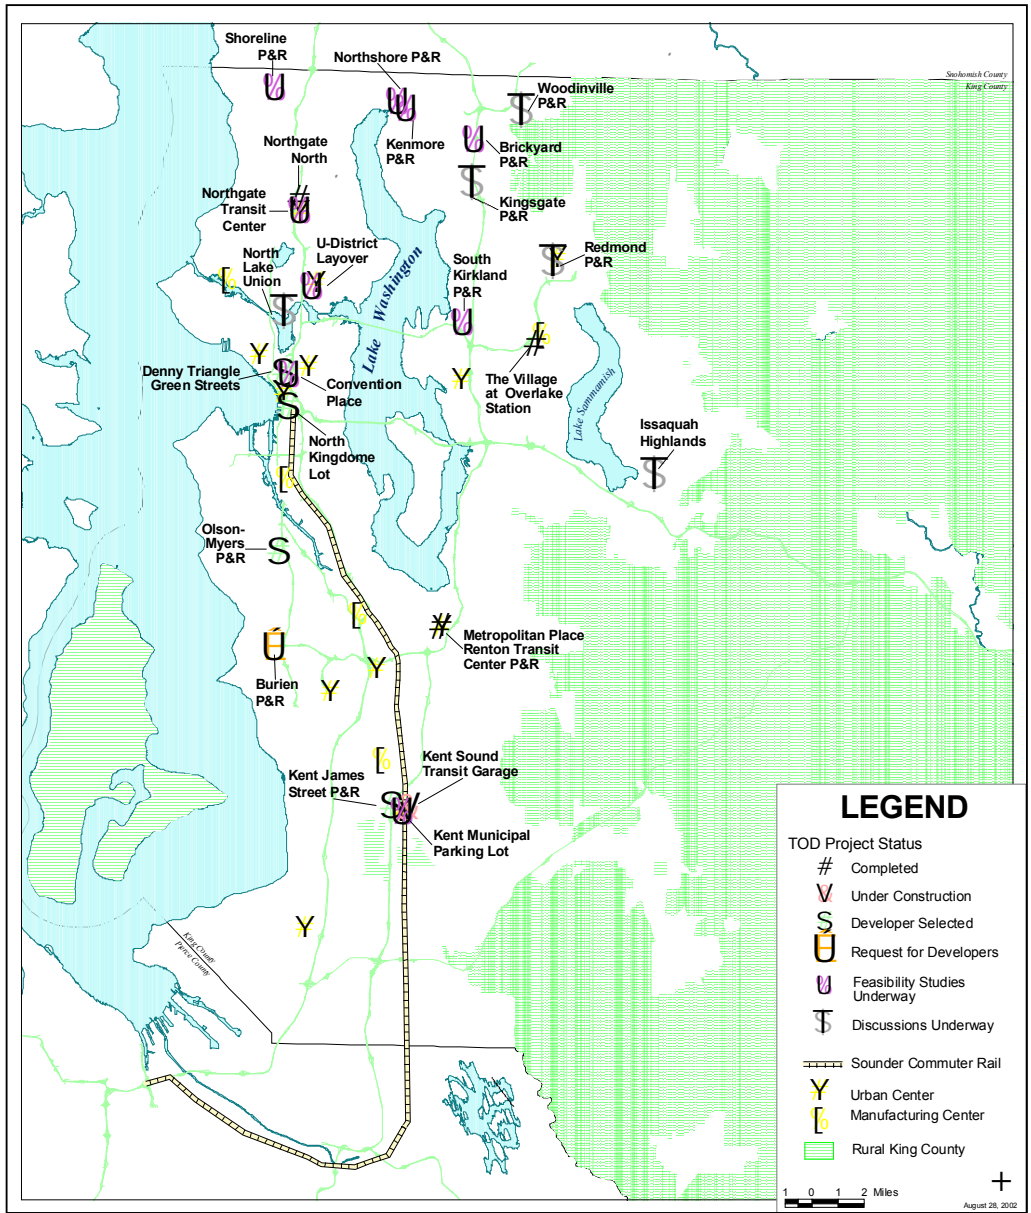 Shoreline
P&R
Northshore P&R
Snohomish County
King County
Woodinville
P&R
Northgate
North
Kenmore
P&R
Brickyard
P&R
Northgate
Transit
Center
Kingsgate
P&R
North
Lake
Union
U-District
Layover
Lake Washington
South
Kirkland
P&R
Redmond
P&R
Denny Triangle
Green Streets
Convention
Place
The Village
at Overlake
Station
Lake Sammamish
North
Kingdome
Lot
Issaquah
Highlands
Olson-
Myers
P&R
Metropolitan Place
Renton Transit
Center P&R
Burien
P&R
Kent Sound
Transit Garage
Kent James
Street P&R
Kent Municipal
Parking Lot
King County
Pierce County
LEGEND
TOD Project Status
# Completed
V Under Construction
S Developer Selected
U Request for Developers
U Feasibility Studies
Underway
T Discussions Underway
Sounder Commuter Rail
Y Urban Center
[ % Manufacturing Center
Rural King County
1 0 1 2 Miles
August 28, 2002